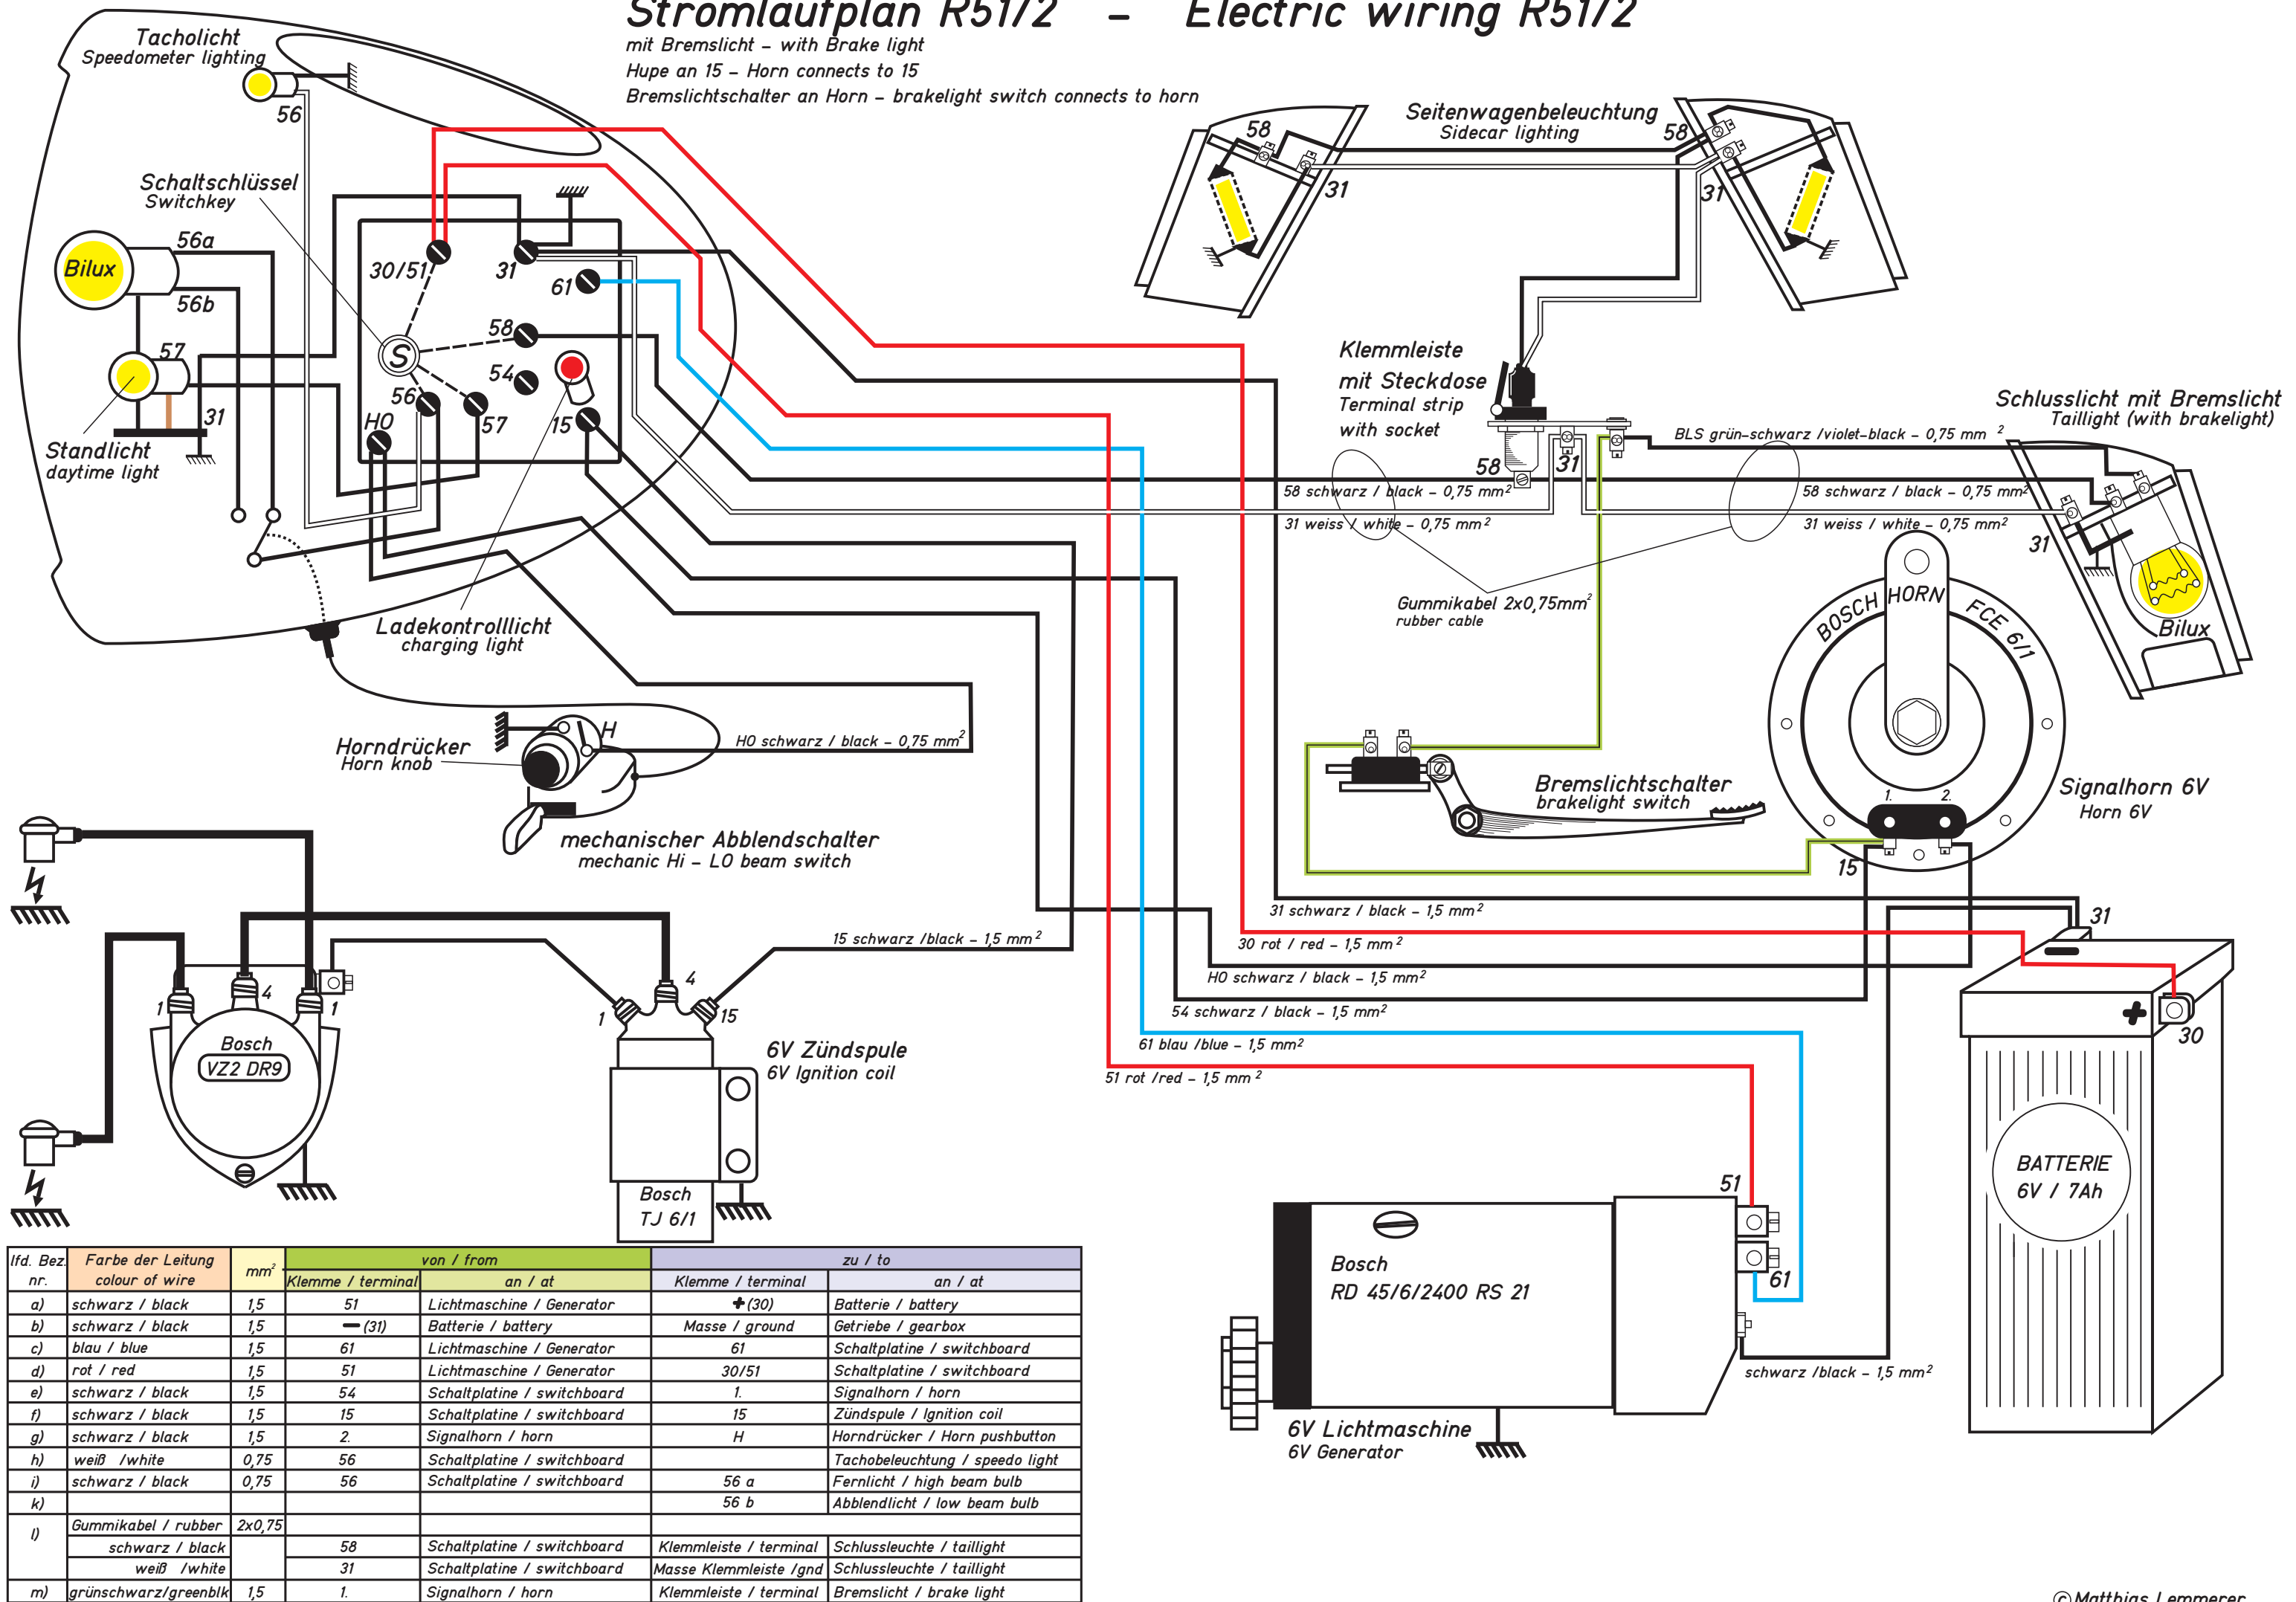 Stromlaufplan R51/2 - Electric wiring R51/2
mit Bremslicht - with Brake light
Hupe an 15 - Horn connects to 15
Bremslichtschalter an Horn - brakelight switch connects to horn
Tacholicht
Speedometer lighting
56
Schaltschlüssel
Switchkey
Bilux
56a
56b
57
31
Standlicht
daytime light
30/51
31
61
58
S
54
56
57
15
HO
Ladekontrolllicht
charging light
Seitenwagenbeleuchtung
Sidecar lighting
58
31
58
31
Klemmleiste
mit Steckdose
Terminal strip
with socket
58
31
Schlusslicht mit Bremslicht
Taillight (with brakelight)
BLS grün-schwarz /violet-black - 0,75 mm 2
58 schwarz / black - 0,75 mm2
58 schwarz / black - 0,75 mm2
31 weiss / white - 0,75 mm2
31 weiss / white - 0,75 mm2
31
Bilux
Gummikabel 2x0,75mm2
rubber cable
BOSCH HORN FCE 6/1
1. 2.
15
Signalhorn 6V
Horn 6V
Bremslichtschalter
brakelight switch
H
HO schwarz / black - 0,75 mm2
Horndrücker
Horn knob
mechanischer Abblendschalter
mechanic Hi - LO beam switch
15 schwarz /black - 1,5 mm2
31 schwarz / black - 1,5 mm2
30 rot / red - 1,5 mm2
HO schwarz / black - 1,5 mm2
54 schwarz / black - 1,5 mm2
61 blau /blue - 1,5 mm2
51 rot /red - 1,5 mm 2
1
4
1
Bosch
VZ2 DR9
1
4
15
6V Zündspule
6V Ignition coil
Bosch
TJ 6/1
31
30
BATTERIE
6V / 7Ah
51
61
Bosch
RD 45/6/2400 RS 21
schwarz /black - 1,5 mm2
6V Lichtmaschine
6V Generator
lfd. Bez. nr. Farbe der Leitung colour of wire mm2 von / from zu / to
Klemme / terminal an / at Klemme / terminal an / at
a) schwarz / black 1,5 51 Lichtmaschine / Generator +(30) Batterie / battery
b) schwarz / black 1,5 - (31) Batterie / battery Masse / ground Getriebe / gearbox
c) blau / blue 1,5 61 Lichtmaschine / Generator 61 Schaltplatine / switchboard
d) rot / red 1,5 51 Lichtmaschine / Generator 30/51 Schaltplatine / switchboard
e) schwarz / black 1,5 54 Schaltplatine / switchboard 1. Signalhorn / horn
f) schwarz / black 1,5 15 Schaltplatine / switchboard 15 Zündspule / Ignition coil
g) schwarz / black 1,5 2. Signalhorn / horn H Horndrücker / Horn pushbutton
h) weiß /white 0,75 56 Schaltplatine / switchboard Tachobeleuchtung / speedo light
i) schwarz / black 0,75 56 Schaltplatine / switchboard 56 a Fernlicht / high beam bulb
k) 56 b Abblendlicht / low beam bulb
l) Gummikabel / rubber 2x0,75
schwarz / black 58 Schaltplatine / switchboard Klemmleiste / terminal Schlussleuchte / taillight
weiß /white 31 Schaltplatine / switchboard Masse Klemmleiste /gnd Schlussleuchte / taillight
m) grünschwarz/greenblk 1,5 1. Signalhorn / horn Klemmleiste / terminal Bremslicht / brake light
© Matthias Lemmerer